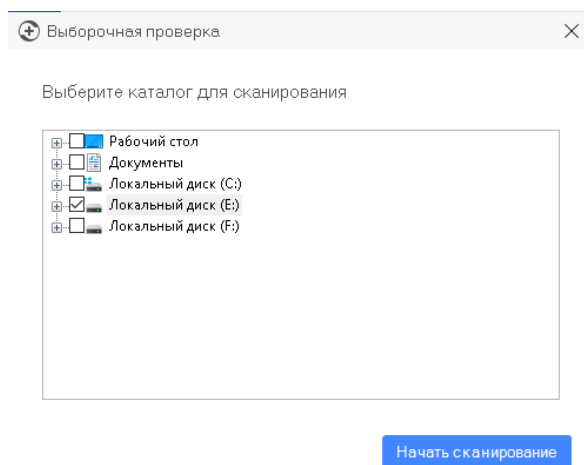 Выборочная проверка
Выберите каталог для сканирования
Рабочий стол
Документы
Локальный диск (C:)
Локальный диск (E:)
Локальный диск (F:)
Начать сканирование